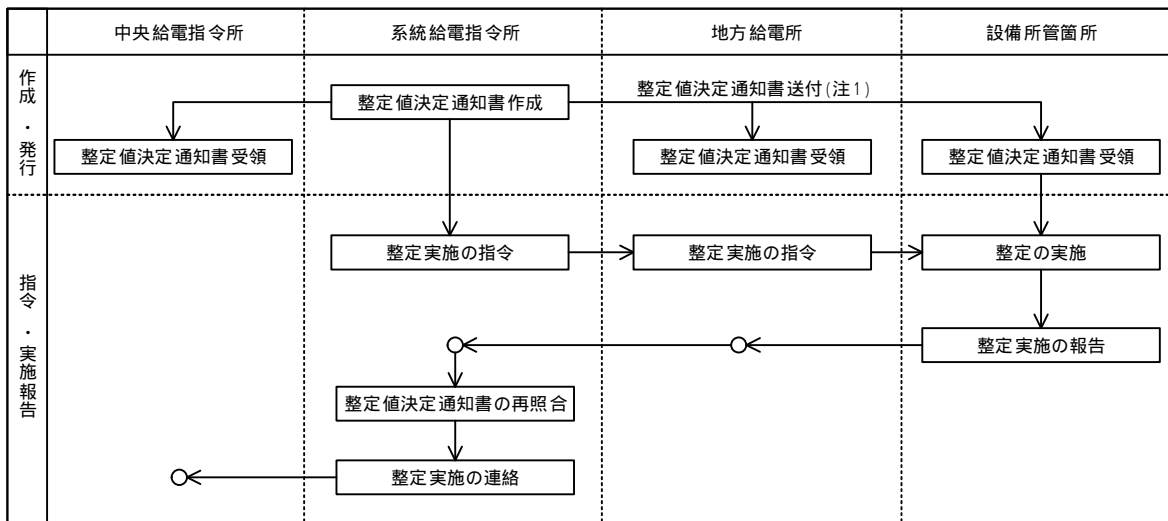 中央給電指令所
系統給電指令所
地方給電所
設備所管箇所
作成・発行
整定値決定通知書作成
整定値決定通知書送付(注1)
整定値決定通知書受領
整定値決定通知書受領
整定値決定通知書受領
指令・実施報告
整定実施の指令
整定実施の指令
整定の実施
整定実施の報告
整定値決定通知書の再照合
整定実施の連絡